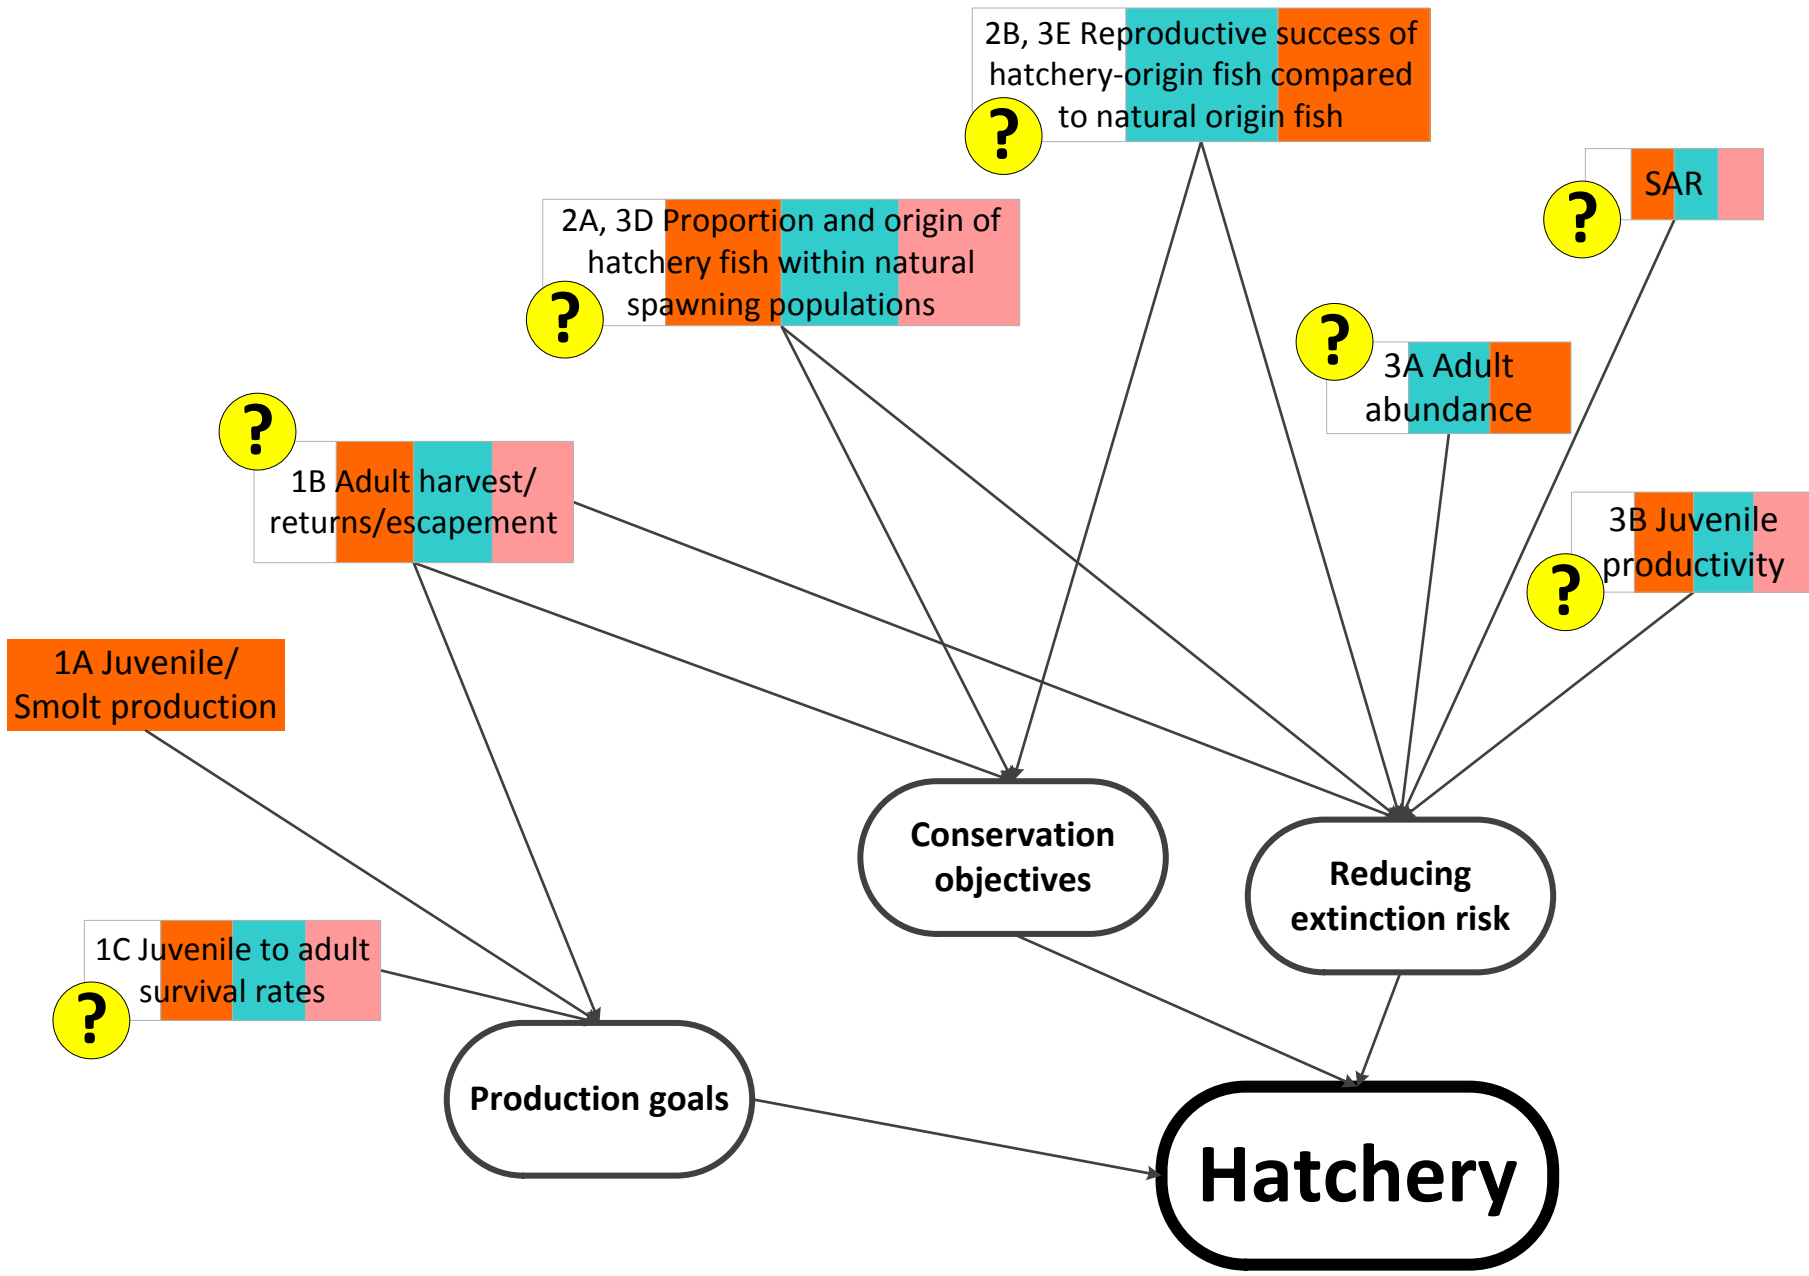 2B, 3E Reproductive success of
hatchery-origin fish compared
to natural origin fish
?
SAR
?
2A, 3D Proportion and origin of
hatchery fish within natural
spawning populations
?
?
3A Adult
abundance
?
1B Adult harvest/
returns/escapement
3B Juvenile
productivity
?
1A Juvenile/
Smolt production
Conservation
objectives
Reducing
extinction risk
1C Juvenile to adult
survival rates
?
Production goals
Hatchery